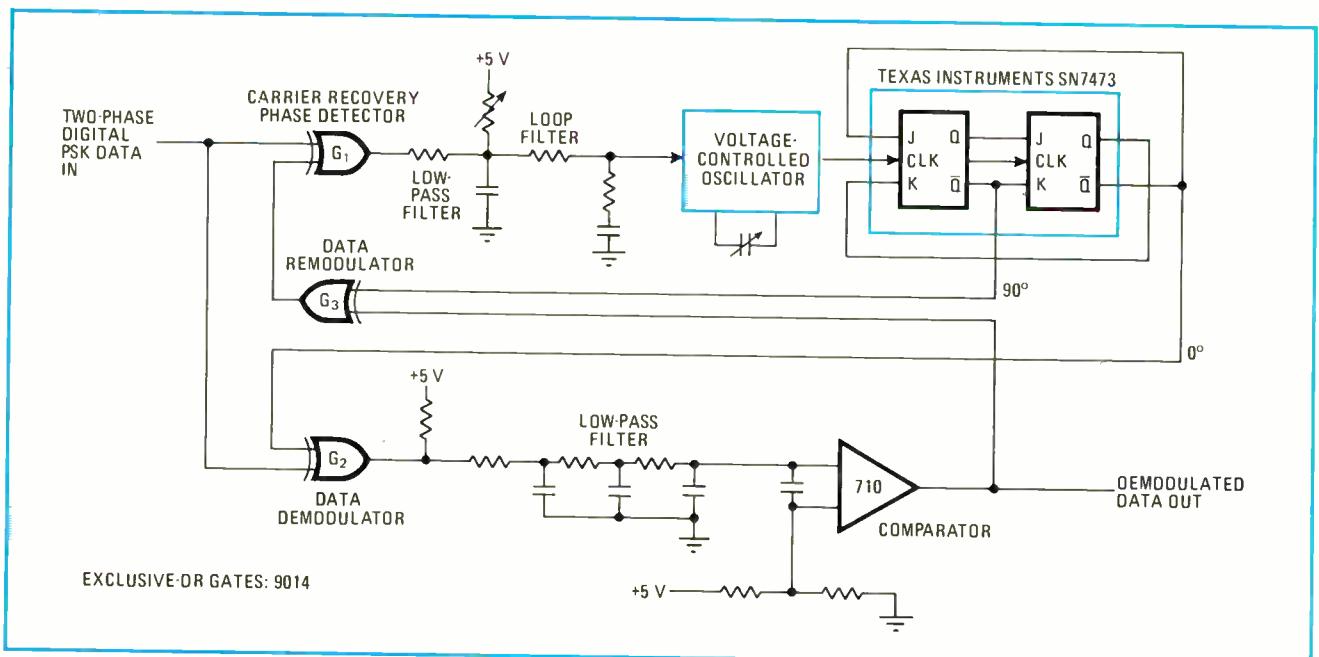 +5 V
TEXAS INSTRUMENTS SN7473
CARRIER RECOVERY
PHASE DETECTOR
TWO-PHASE
DIGITAL
PSK DATA
IN
G1
LOW-
PASS
FILTER
LOOP
FILTER
VOLTAGE-
CONTROLLED
OSCILLATOR
J Q
CLK
K Q̅
J Q
CLK
K Q̅
DATA
REMODULATOR
G3
90°
0°
+5 V
G2
DATA
DEMODULATOR
LOW-PASS
FILTER
710
COMPARATOR
DEMODULATED
DATA OUT
+5 V
EXCLUSIVE-OR GATES: 9014